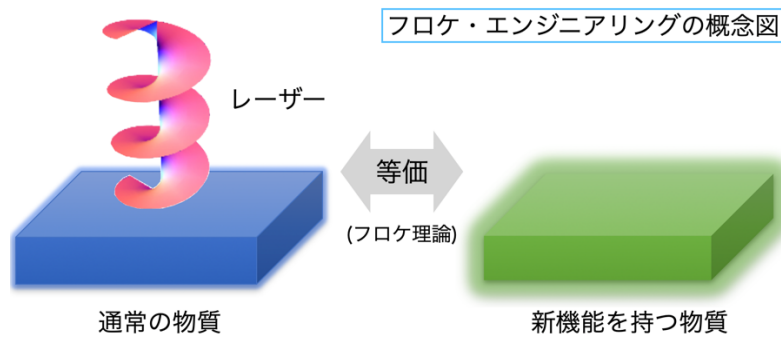 フロケ・エンジニアリングの概念図
レーザー
等価
(フロケ理論)
通常の物質
新機能を持つ物質